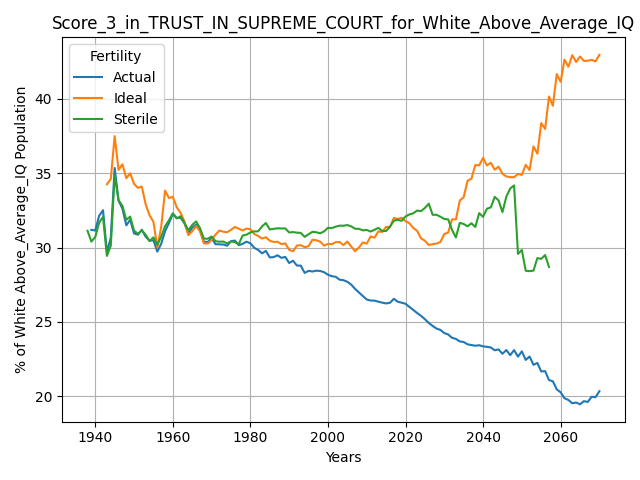 Score_3_in_TRUST_IN_SUPREME_COURT_for_White_Above_Average_IQ
Fertility
Actual
Ideal
Sterile
% of White Above_Average_IQ Population
40
35
30
25
20
1940 1960 1980 2000 2020 2040 2060
Years